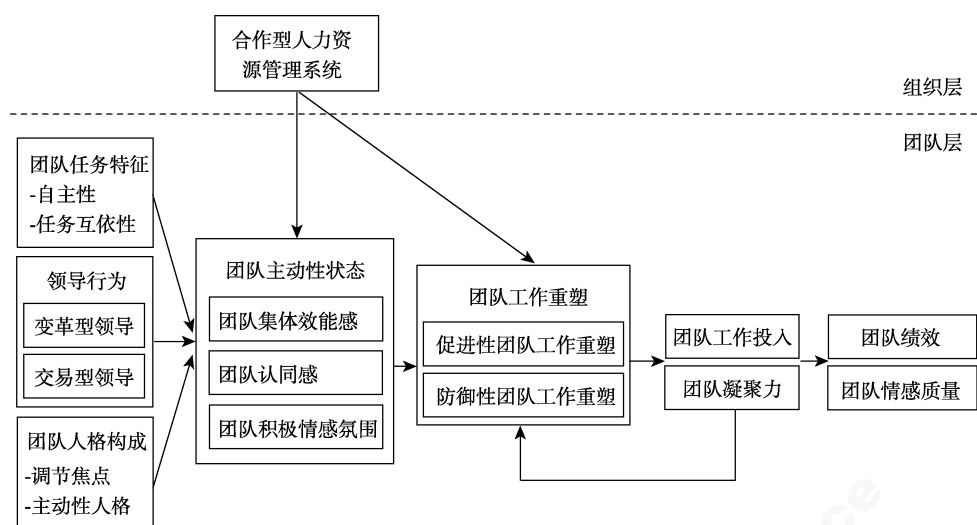 合作型人力资
源管理系统
组织层
团队层
团队任务特征
-自主性
-任务互依性
领导行为
变革型领导
交易型领导
团队人格构成
-调节焦点
-主动性人格
团队主动性状态
团队集体效能感
团队认同感
团队积极情感氛围
团队工作重塑
促进性团队工作重塑
防御性团队工作重塑
团队工作投入
团队凝聚力
团队绩效
团队情感质量